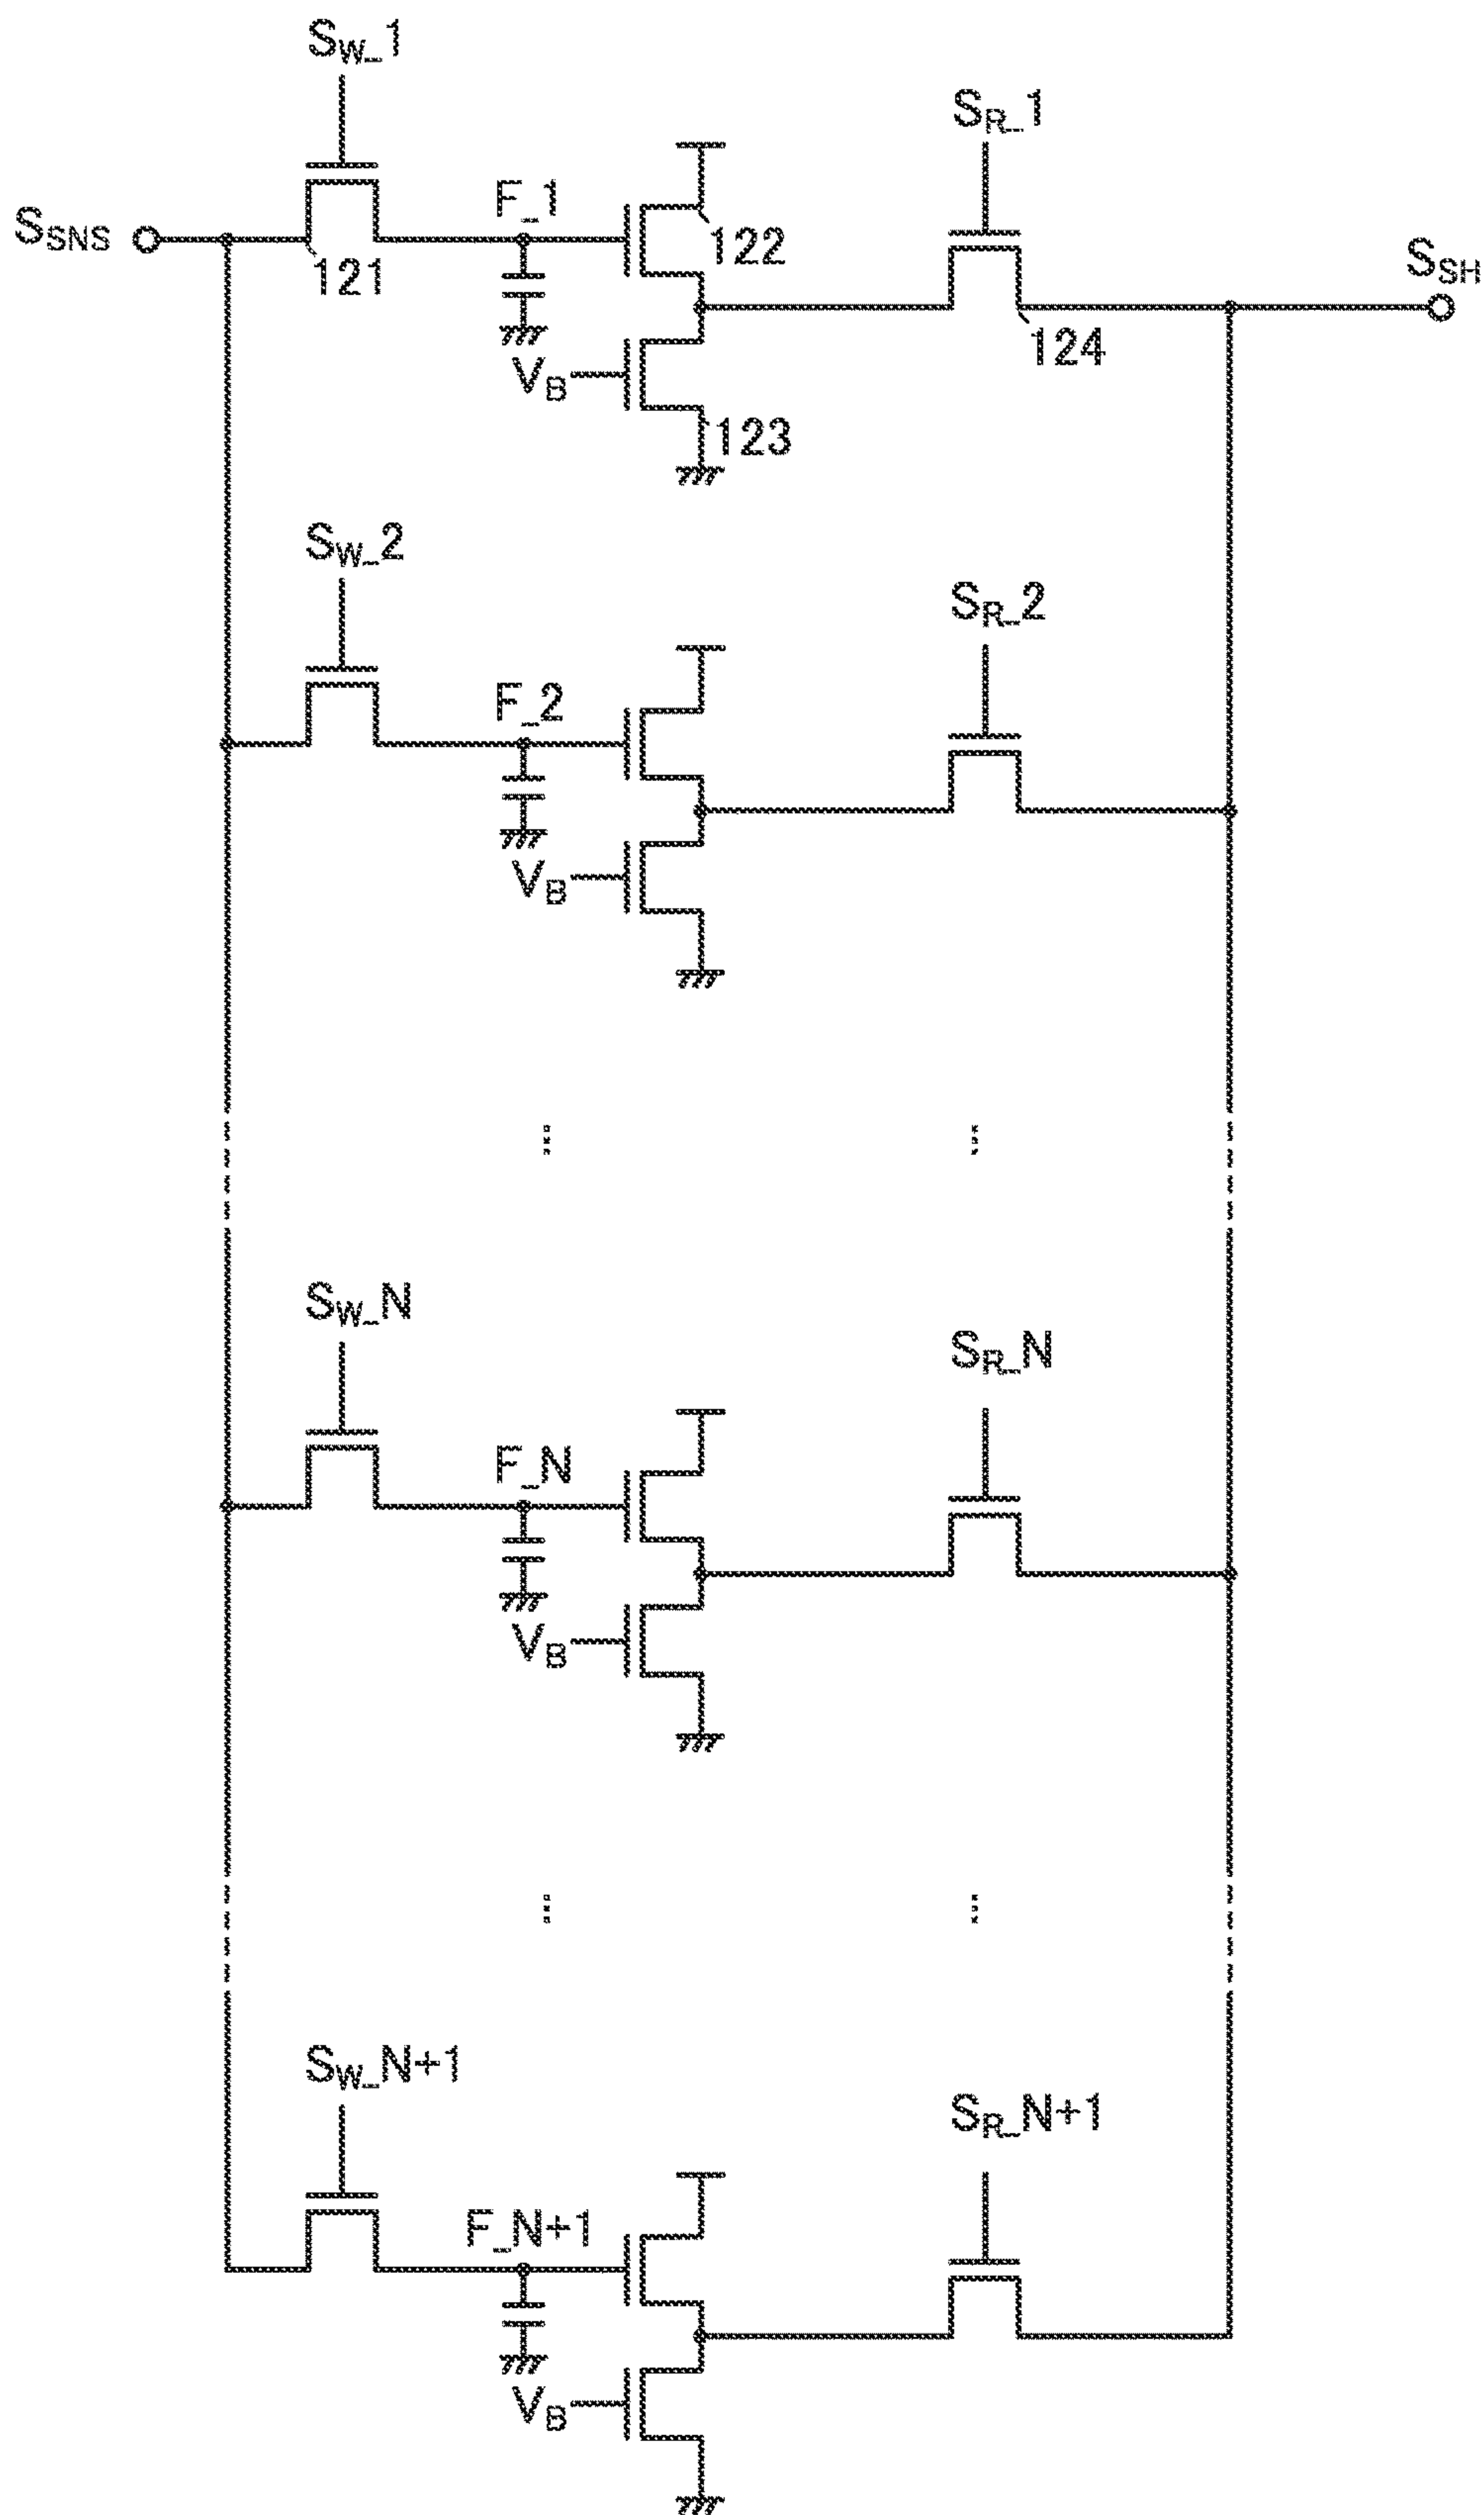 SW_1
SR_1
SSNS
F_1
121
122
SSH
124
VB
123
SW_2
SR_2
F_2
VB
SW_N
SR_N
F_N
VB
SW_N+1
SR_N+1
F_N+1
VB